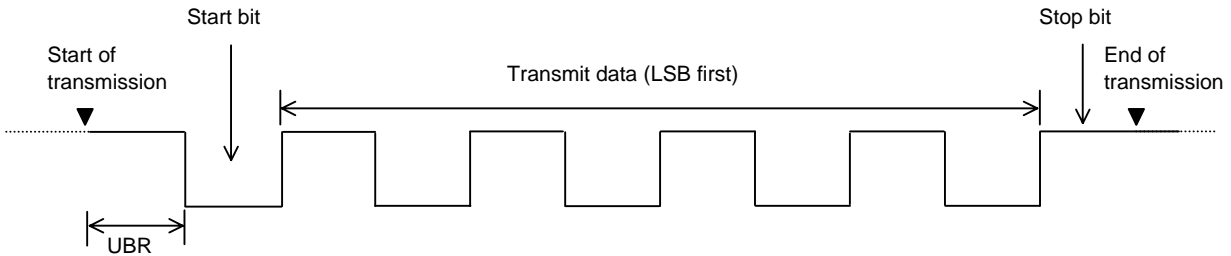 Start bit
Stop bit
Start of
transmission
Transmit data (LSB first)
End of
transmission
UBR